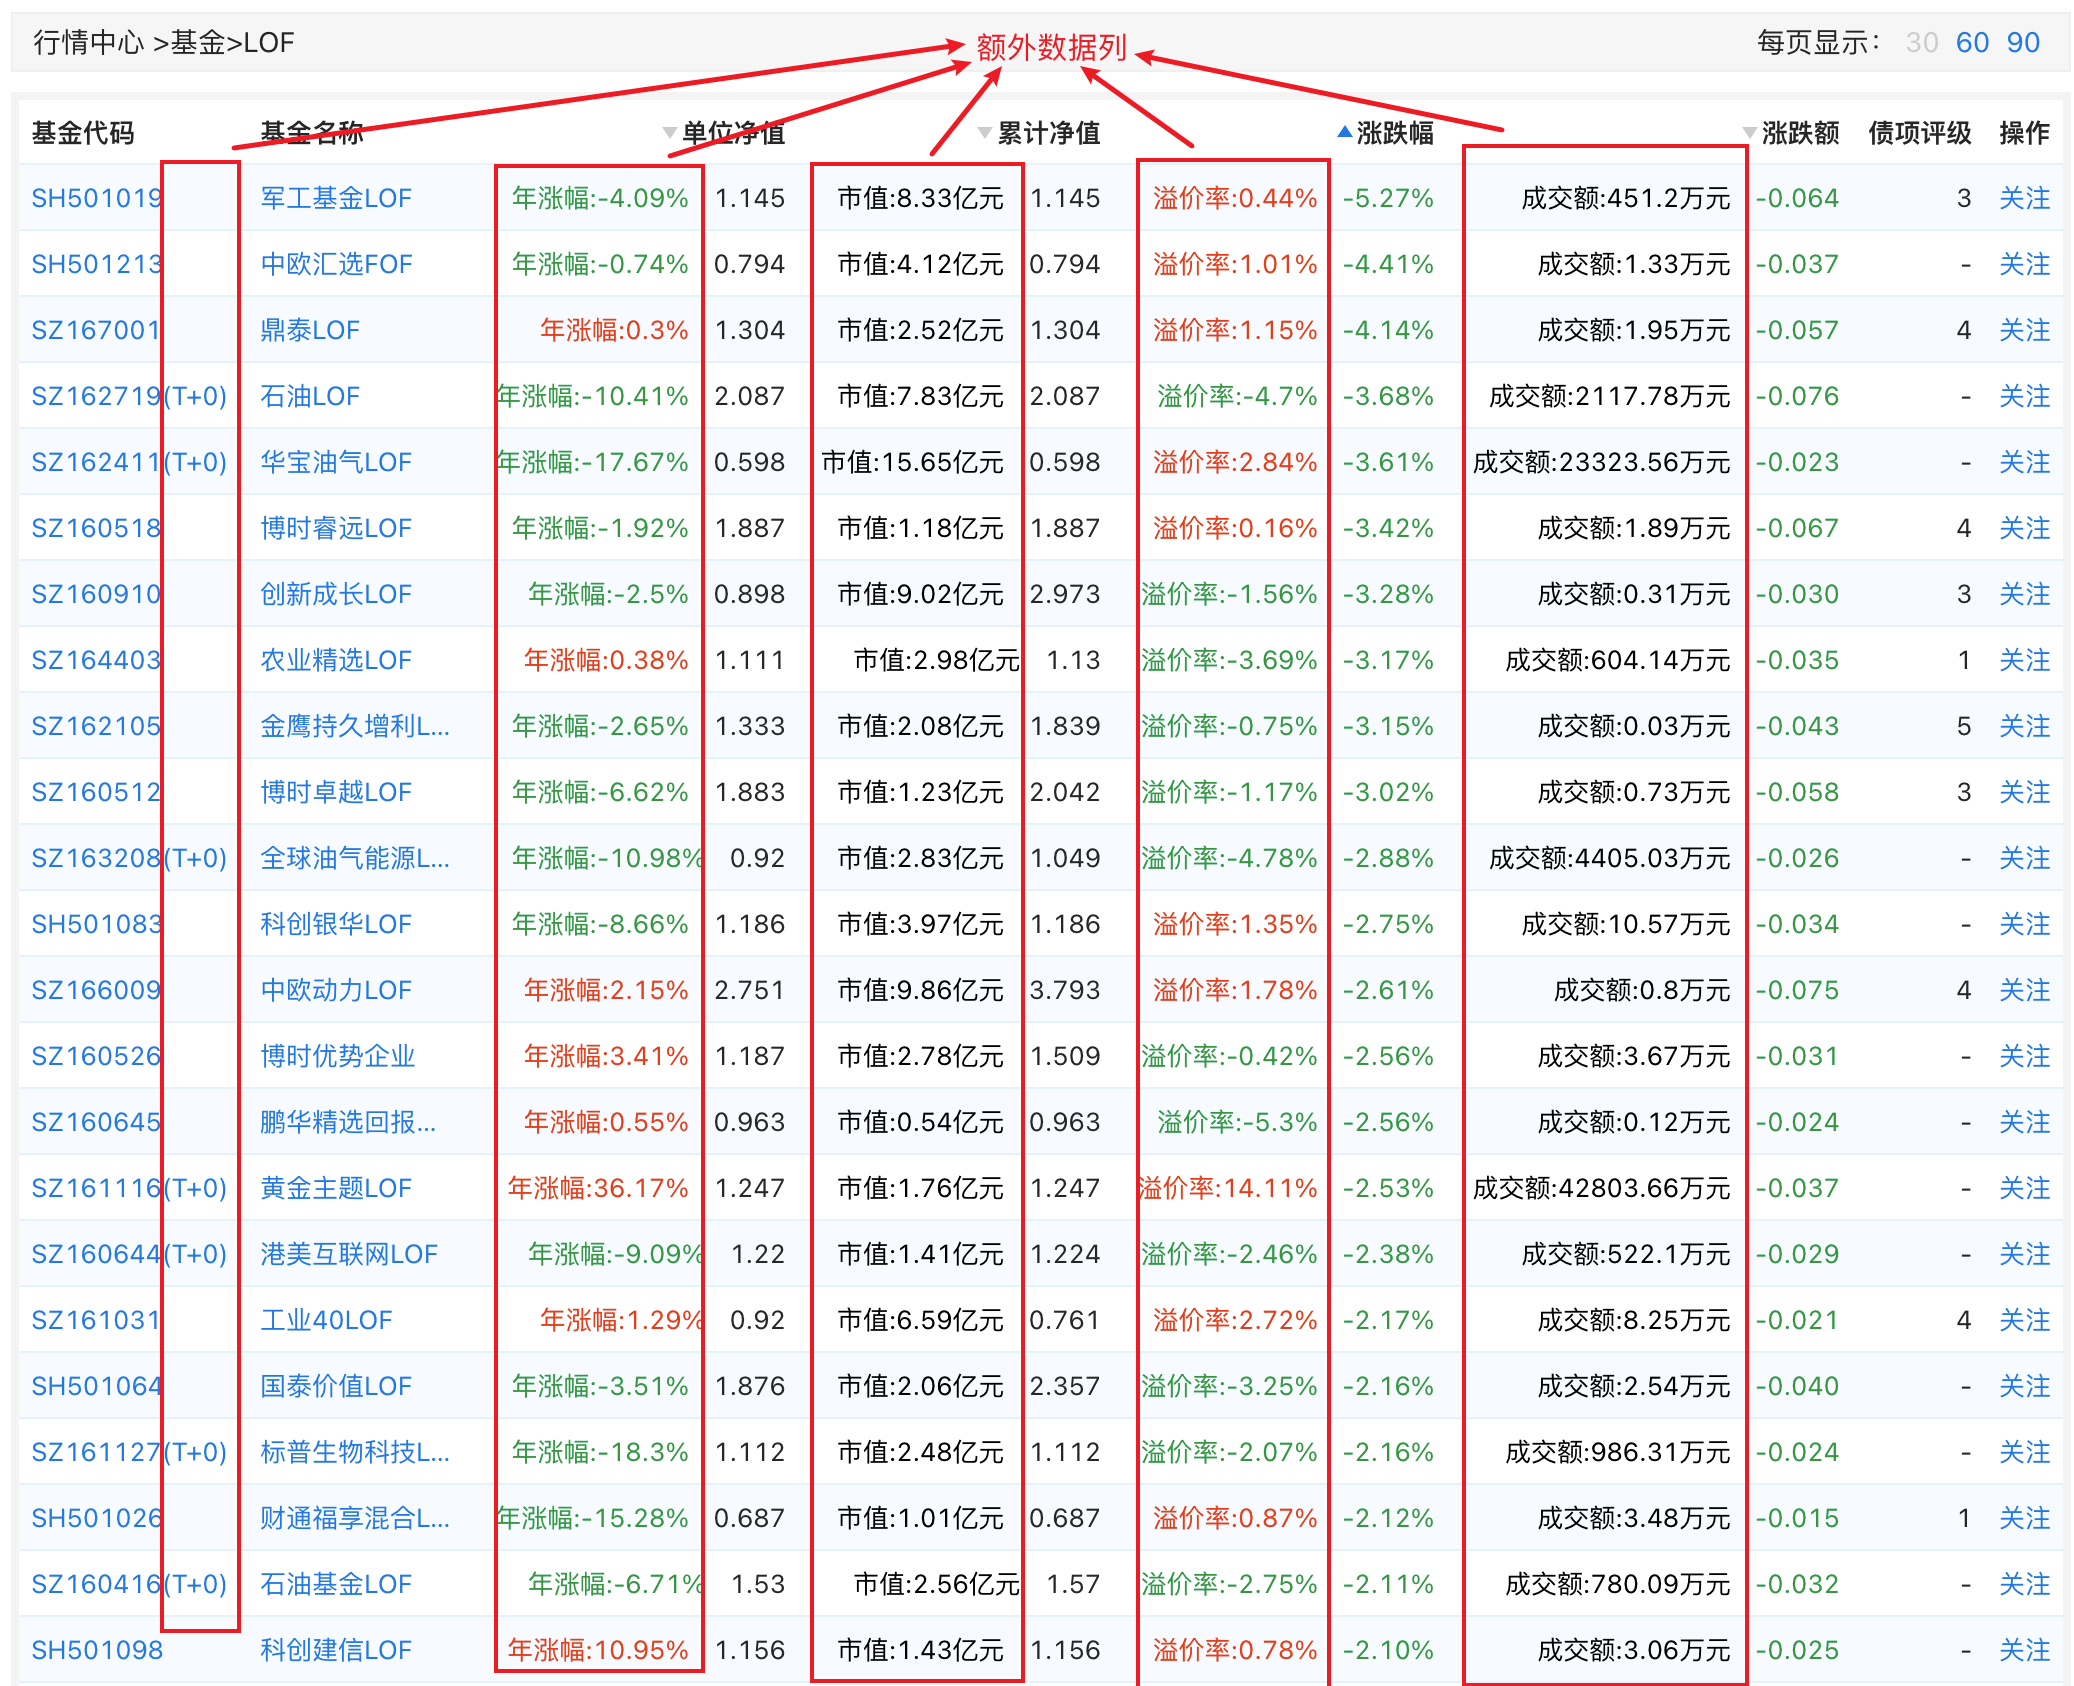 行情中心 >基金>LOF 额外数据列 每页显示： 30 60 90
基金代码 基金名称 单位净值 累计净值 涨跌幅 涨跌额 债项评级 操作
SH501019 军工基金LOF 年涨幅:-4.09% 1.145 市值:8.33亿元 1.145 溢价率:0.44% -5.27% 成交额:451.2万元 -0.064 3 关注
SH501213 中欧汇选FOF 年涨幅:-0.74% 0.794 市值:4.12亿元 0.794 溢价率:1.01% -4.41% 成交额:1.33万元 -0.037 - 关注
SZ167001 鼎泰LOF 年涨幅:0.3% 1.304 市值:2.52亿元 1.304 溢价率:1.15% -4.14% 成交额:1.95万元 -0.057 4 关注
SZ162719(T+0) 石油LOF 年涨幅:-10.41% 2.087 市值:7.83亿元 2.087 溢价率:-4.7% -3.68% 成交额:2117.78万元 -0.076 - 关注
SZ162411(T+0) 华宝油气LOF 年涨幅:-17.67% 0.598 市值:15.65亿元 0.598 溢价率:2.84% -3.61% 成交额:23323.56万元 -0.023 - 关注
SZ160518 博时睿远LOF 年涨幅:-1.92% 1.887 市值:1.18亿元 1.887 溢价率:0.16% -3.42% 成交额:1.89万元 -0.067 4 关注
SZ160910 创新成长LOF 年涨幅:-2.5% 0.898 市值:9.02亿元 2.973 溢价率:-1.56% -3.28% 成交额:0.31万元 -0.030 3 关注
SZ164403 农业精选LOF 年涨幅:0.38% 1.111 市值:2.98亿元 1.13 溢价率:-3.69% -3.17% 成交额:604.14万元 -0.035 1 关注
SZ162105 金鹰持久增利L... 年涨幅:-2.65% 1.333 市值:2.08亿元 1.839 溢价率:-0.75% -3.15% 成交额:0.03万元 -0.043 5 关注
SZ160512 博时卓越LOF 年涨幅:-6.62% 1.883 市值:1.23亿元 2.042 溢价率:-1.17% -3.02% 成交额:0.73万元 -0.058 3 关注
SZ163208(T+0) 全球油气能源L... 年涨幅:-10.98% 0.92 市值:2.83亿元 1.049 溢价率:-4.78% -2.88% 成交额:4405.03万元 -0.026 - 关注
SH501083 科创银华LOF 年涨幅:-8.66% 1.186 市值:3.97亿元 1.186 溢价率:1.35% -2.75% 成交额:10.57万元 -0.034 - 关注
SZ166009 中欧动力LOF 年涨幅:2.15% 2.751 市值:9.86亿元 3.793 溢价率:1.78% -2.61% 成交额:0.8万元 -0.075 4 关注
SZ160526 博时优势企业 年涨幅:3.41% 1.187 市值:2.78亿元 1.509 溢价率:-0.42% -2.56% 成交额:3.67万元 -0.031 - 关注
SZ160645 鹏华精选回报... 年涨幅:0.55% 0.963 市值:0.54亿元 0.963 溢价率:-5.3% -2.56% 成交额:0.12万元 -0.024 - 关注
SZ161116(T+0) 黄金主题LOF 年涨幅:36.17% 1.247 市值:1.76亿元 1.247 溢价率:14.11% -2.53% 成交额:42803.66万元 -0.037 - 关注
SZ160644(T+0) 港美互联网LOF 年涨幅:-9.09% 1.22 市值:1.41亿元 1.224 溢价率:-2.46% -2.38% 成交额:522.1万元 -0.029 - 关注
SZ161031 工业40LOF 年涨幅:1.29% 0.92 市值:6.59亿元 0.761 溢价率:2.72% -2.17% 成交额:8.25万元 -0.021 4 关注
SH501064 国泰价值LOF 年涨幅:-3.51% 1.876 市值:2.06亿元 2.357 溢价率:-3.25% -2.16% 成交额:2.54万元 -0.040 - 关注
SZ161127(T+0) 标普生物科技L... 年涨幅:-18.3% 1.112 市值:2.48亿元 1.112 溢价率:-2.07% -2.16% 成交额:986.31万元 -0.024 - 关注
SH501026 财通福享混合L... 年涨幅:-15.28% 0.687 市值:1.01亿元 0.687 溢价率:0.87% -2.12% 成交额:3.48万元 -0.015 1 关注
SZ160416(T+0) 石油基金LOF 年涨幅:-6.71% 1.53 市值:2.56亿元 1.57 溢价率:-2.75% -2.11% 成交额:780.09万元 -0.032 - 关注
SH501098 科创建信LOF 年涨幅:10.95% 1.156 市值:1.43亿元 1.156 溢价率:0.78% -2.10% 成交额:3.06万元 -0.025 - 关注